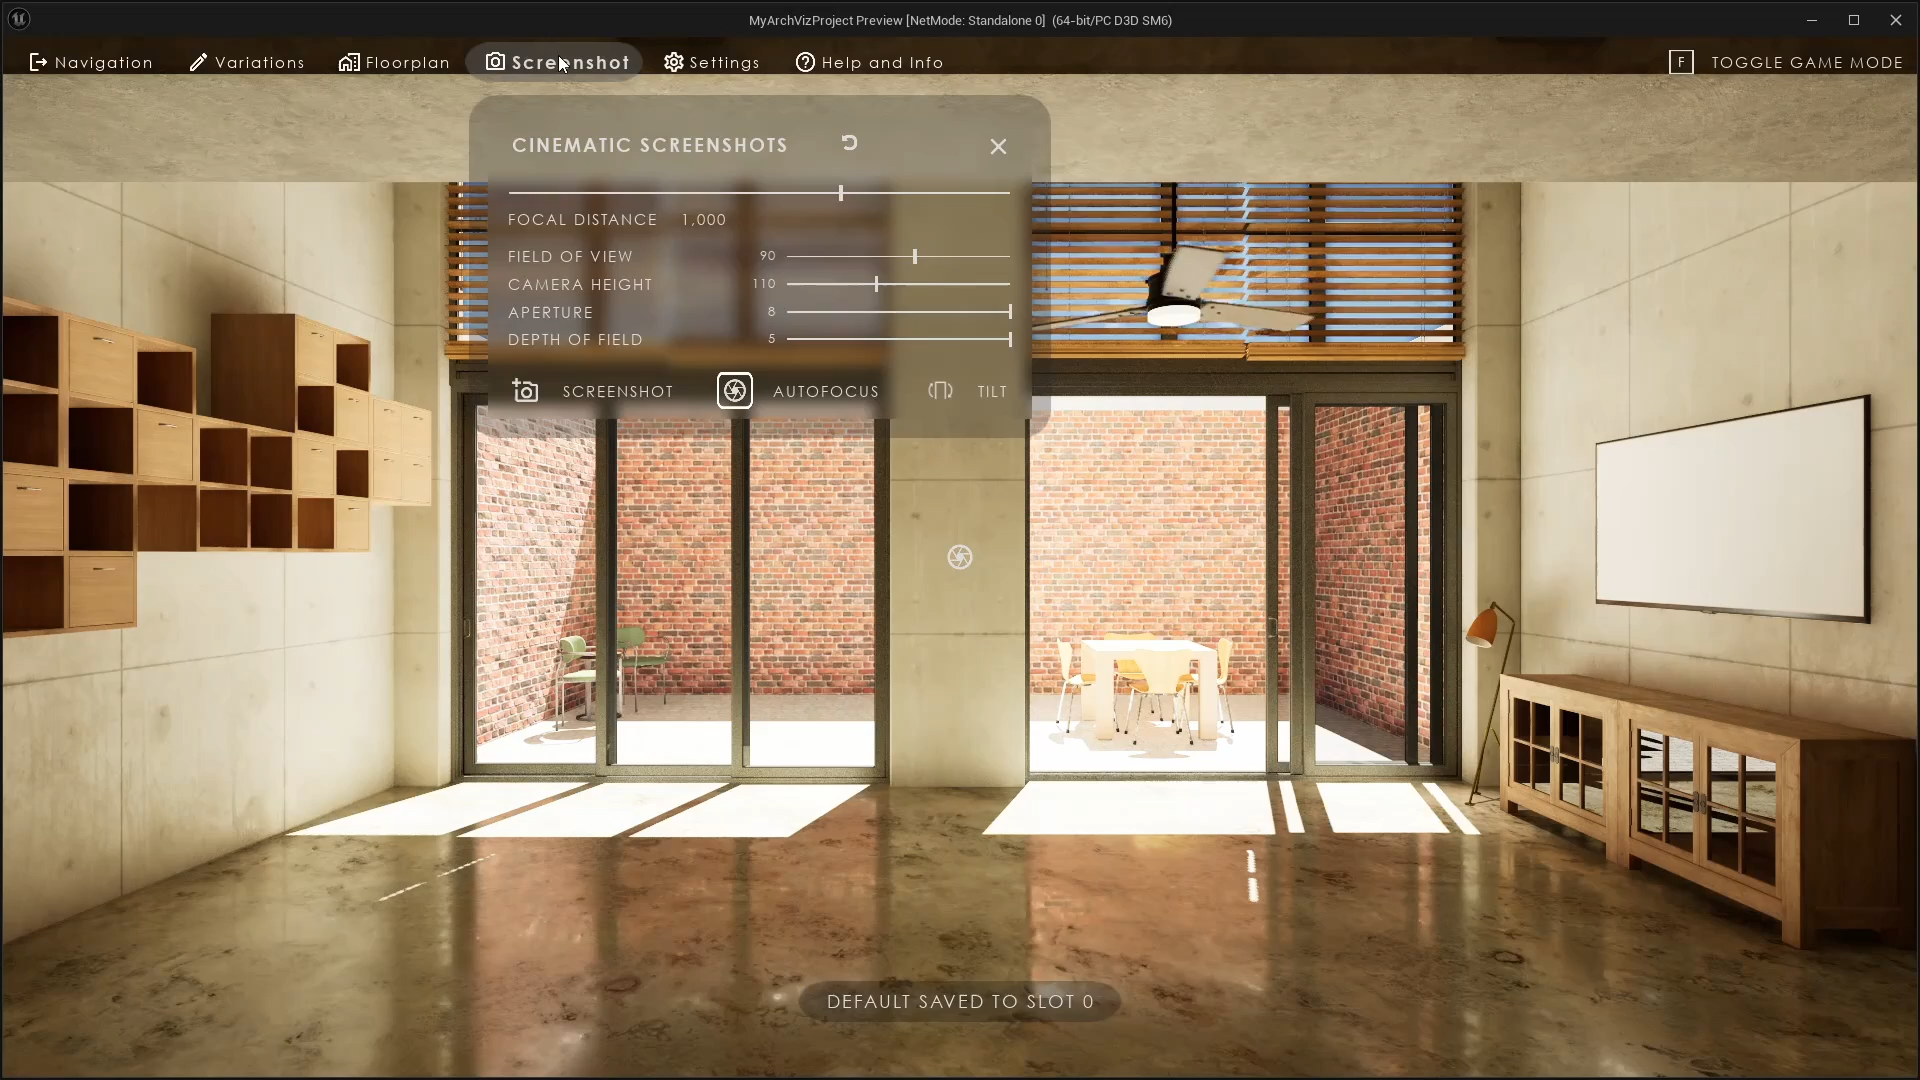 MyArchVizProject Preview [NetMode: Standalone 0] (64-bit/PC D3D SM6)
Navigation Variations Floorplan Screenshot Settings Help and Info F TOGGLE GAME MODE
CINEMATIC SCREENSHOTS
FOCAL DISTANCE 1,000
FIELD OF VIEW 90
CAMERA HEIGHT 110
APERTURE 8
DEPTH OF FIELD 5
SCREENSHOT AUTOFOCUS TILT
DEFAULT SAVED TO SLOT 0